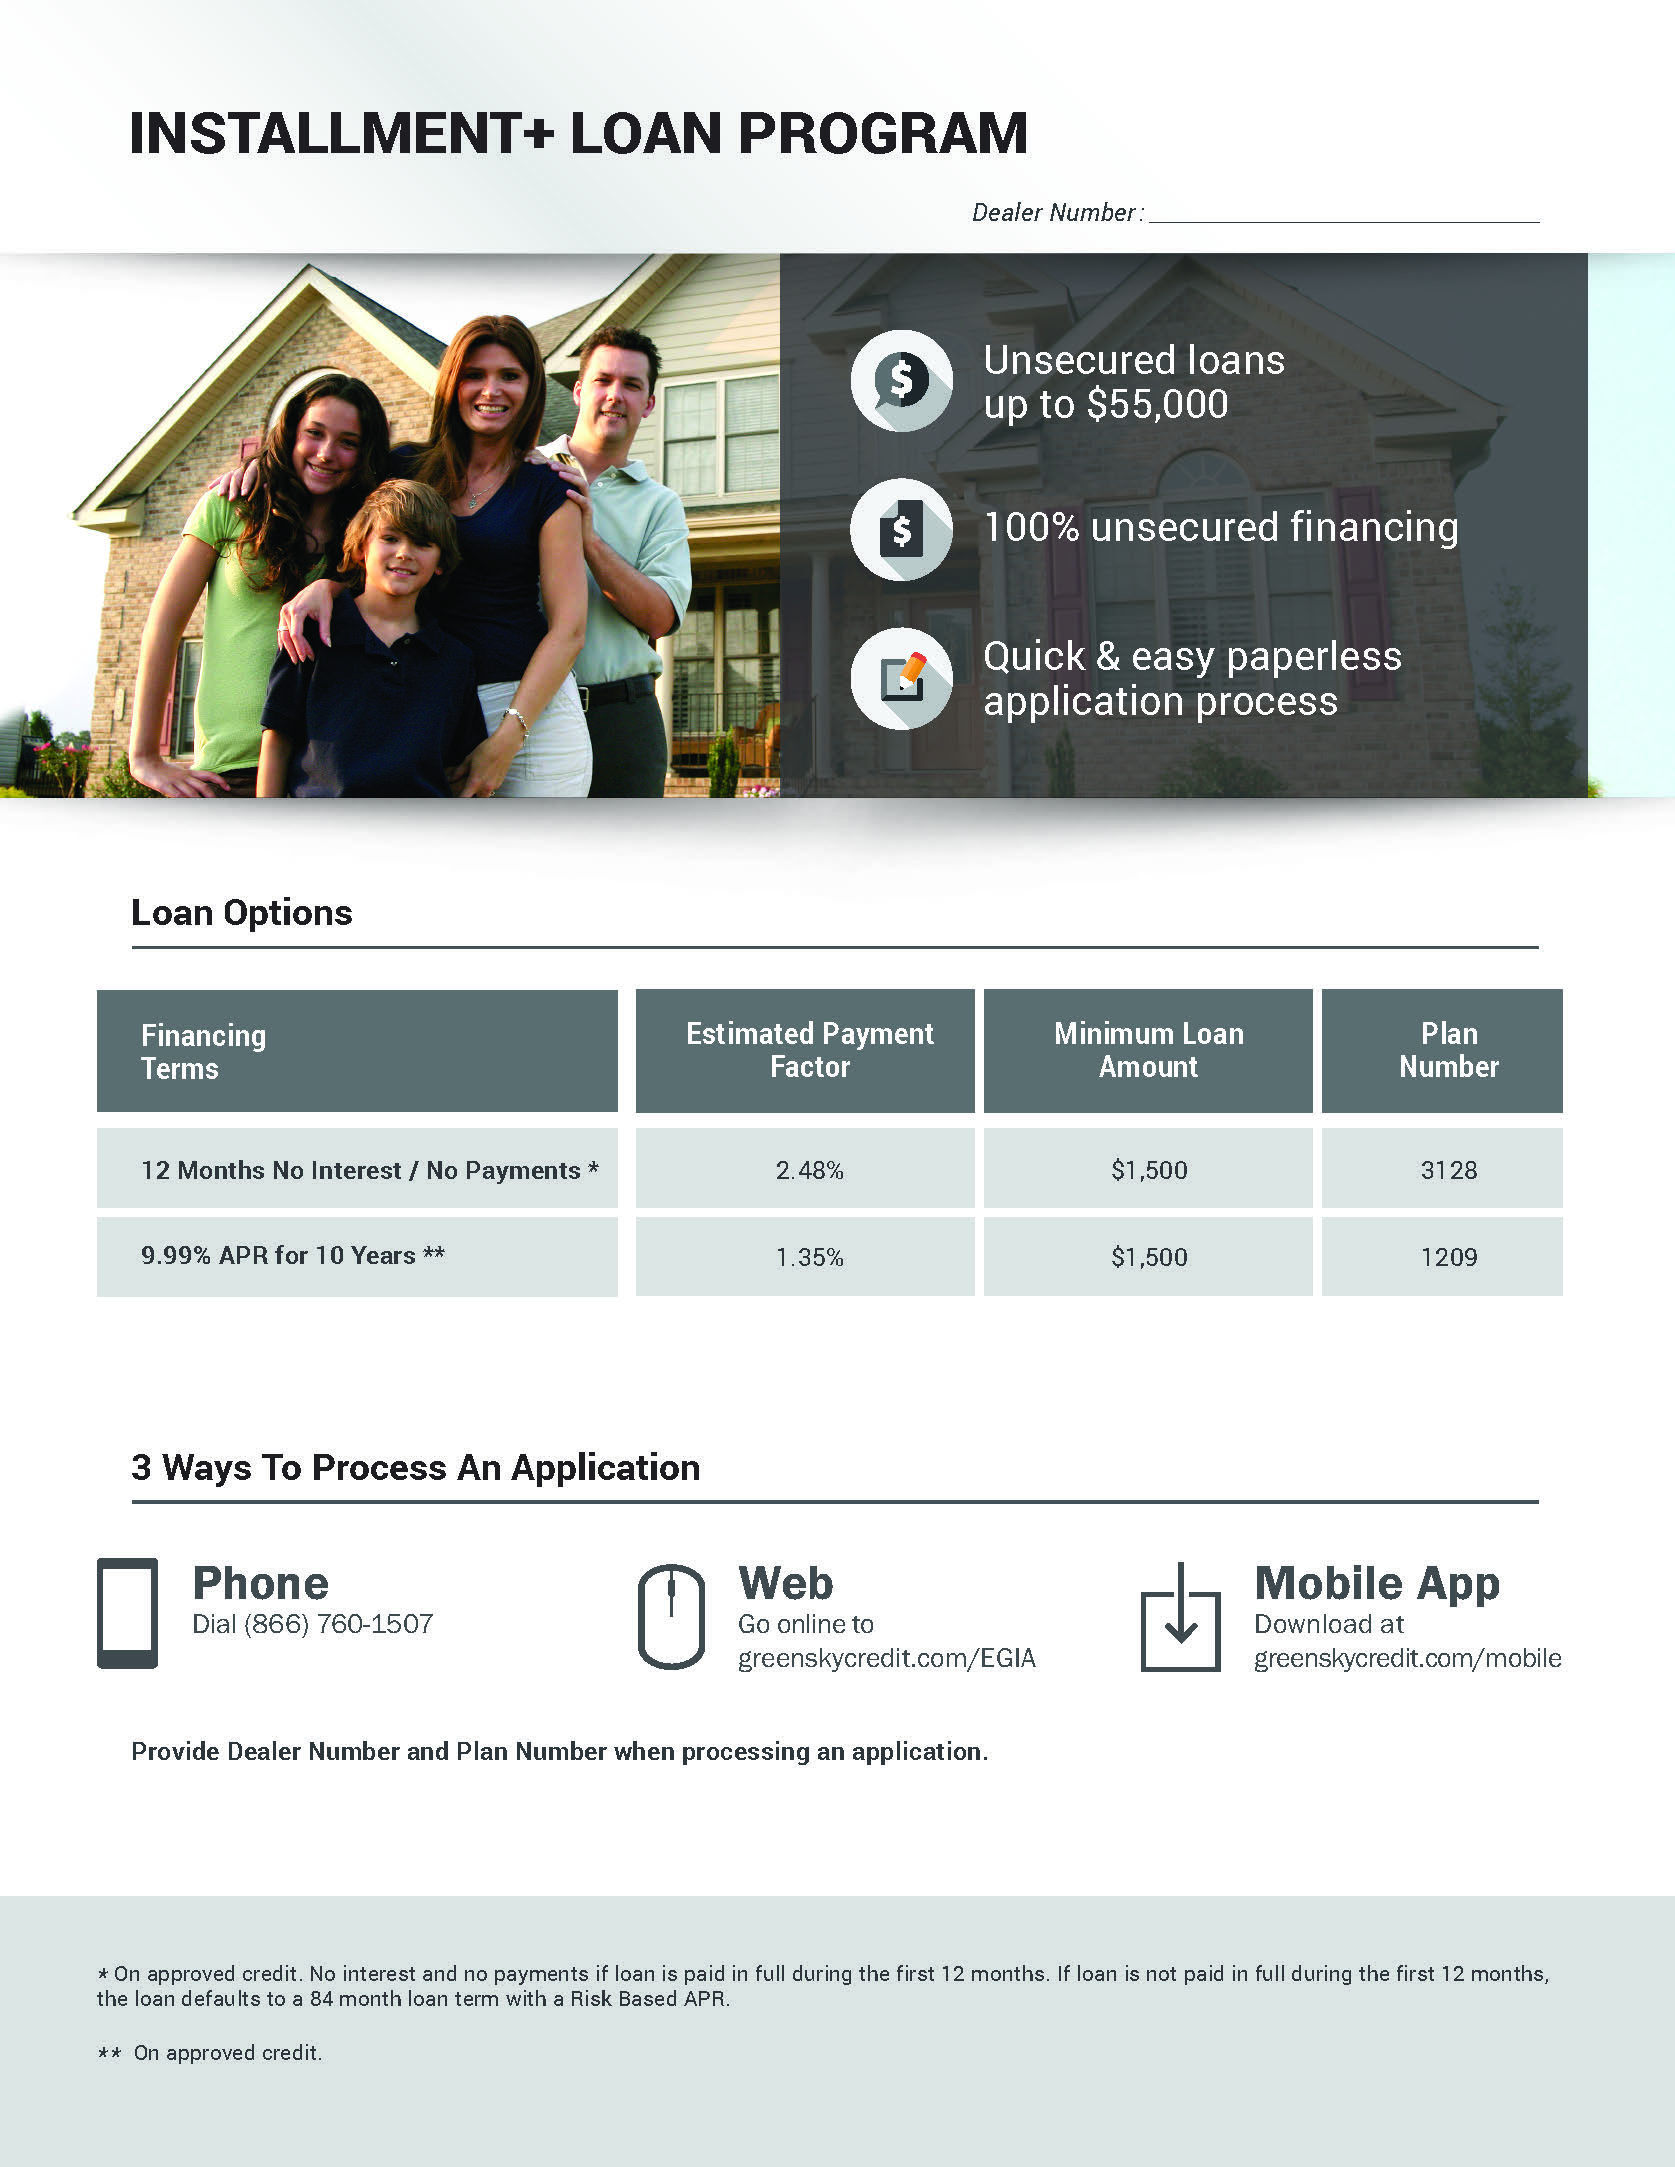 INSTALLMENT+ LOAN PROGRAM
Dealer Number: ______________________________
Unsecured loans
up to $55,000
100% unsecured financing
Quick & easy paperless
application process
Loan Options
Financing
Terms
Estimated Payment
Factor
Minimum Loan
Amount
Plan
Number
12 Months No Interest / No Payments * 2.48% $1,500 3128
9.99% APR for 10 Years ** 1.35% $1,500 1209
3 Ways To Process An Application
Phone
Dial (866) 760-1507
Web
Go online to
greenskycredit.com/EGIA
Mobile App
Download at
greenskycredit.com/mobile
Provide Dealer Number and Plan Number when processing an application.
* On approved credit. No interest and no payments if loan is paid in full during the first 12 months. If loan is not paid in full during the first 12 months,
the loan defaults to a 84 month loan term with a Risk Based APR.
** On approved credit.